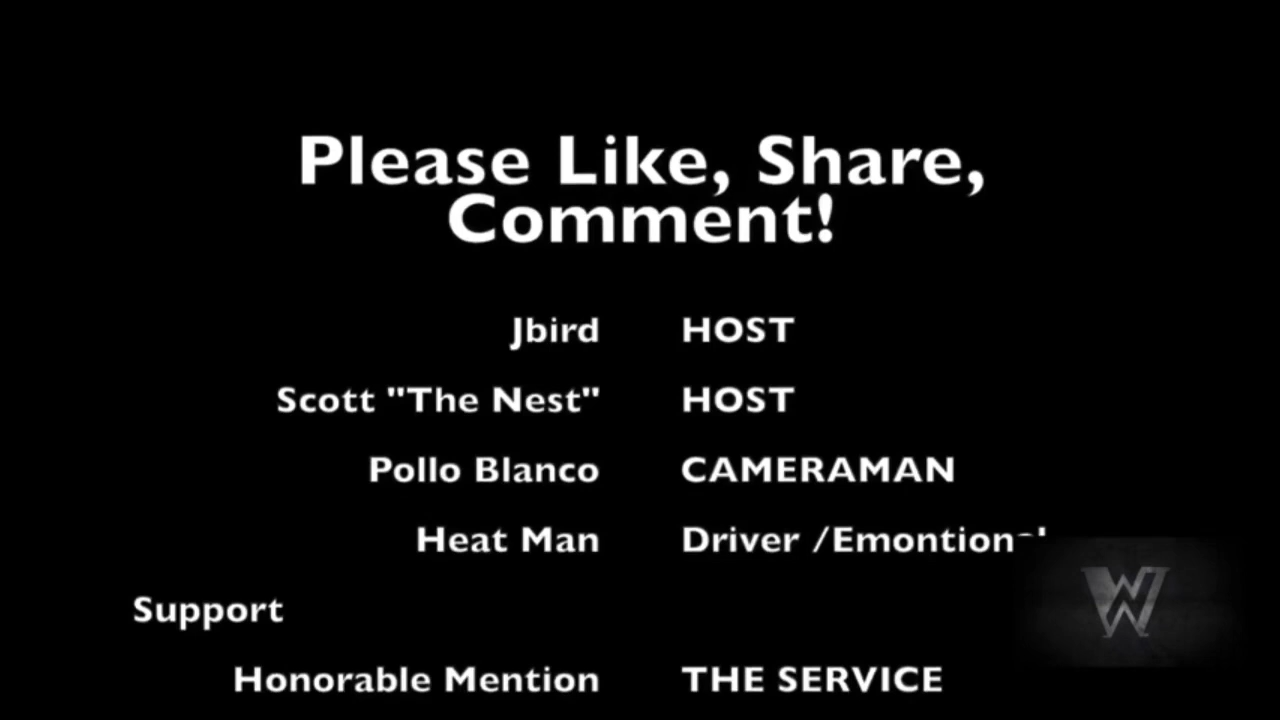 Please Like, Share,
Comment!
Jbird HOST
Scott "The Nest" HOST
Pollo Blanco CAMERAMAN
Heat Man Driver /Emontional
Support
Honorable Mention THE SERVICE
W